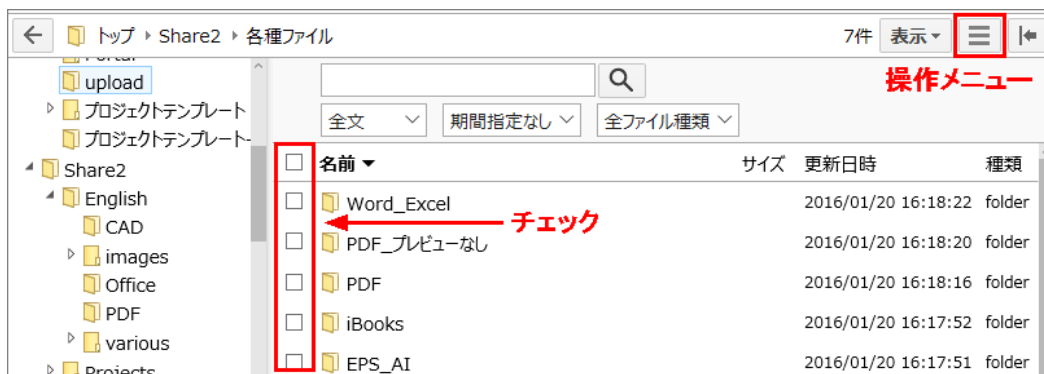 トップ Share2 各種ファイル 7件 表示
操作メニュー
Portal
upload
プロジェクトテンプレート
プロジェクトテンプレート-
Share2
English
CAD
images
Office
PDF
various
Projects
全文 期間指定なし 全ファイル種類
名前 サイズ 更新日時 種類
Word_Excel 2016/01/20 16:18:22 folder
チェック
PDF_プレビューなし 2016/01/20 16:18:20 folder
PDF 2016/01/20 16:18:16 folder
iBooks 2016/01/20 16:17:52 folder
EPS_AI 2016/01/20 16:17:51 folder